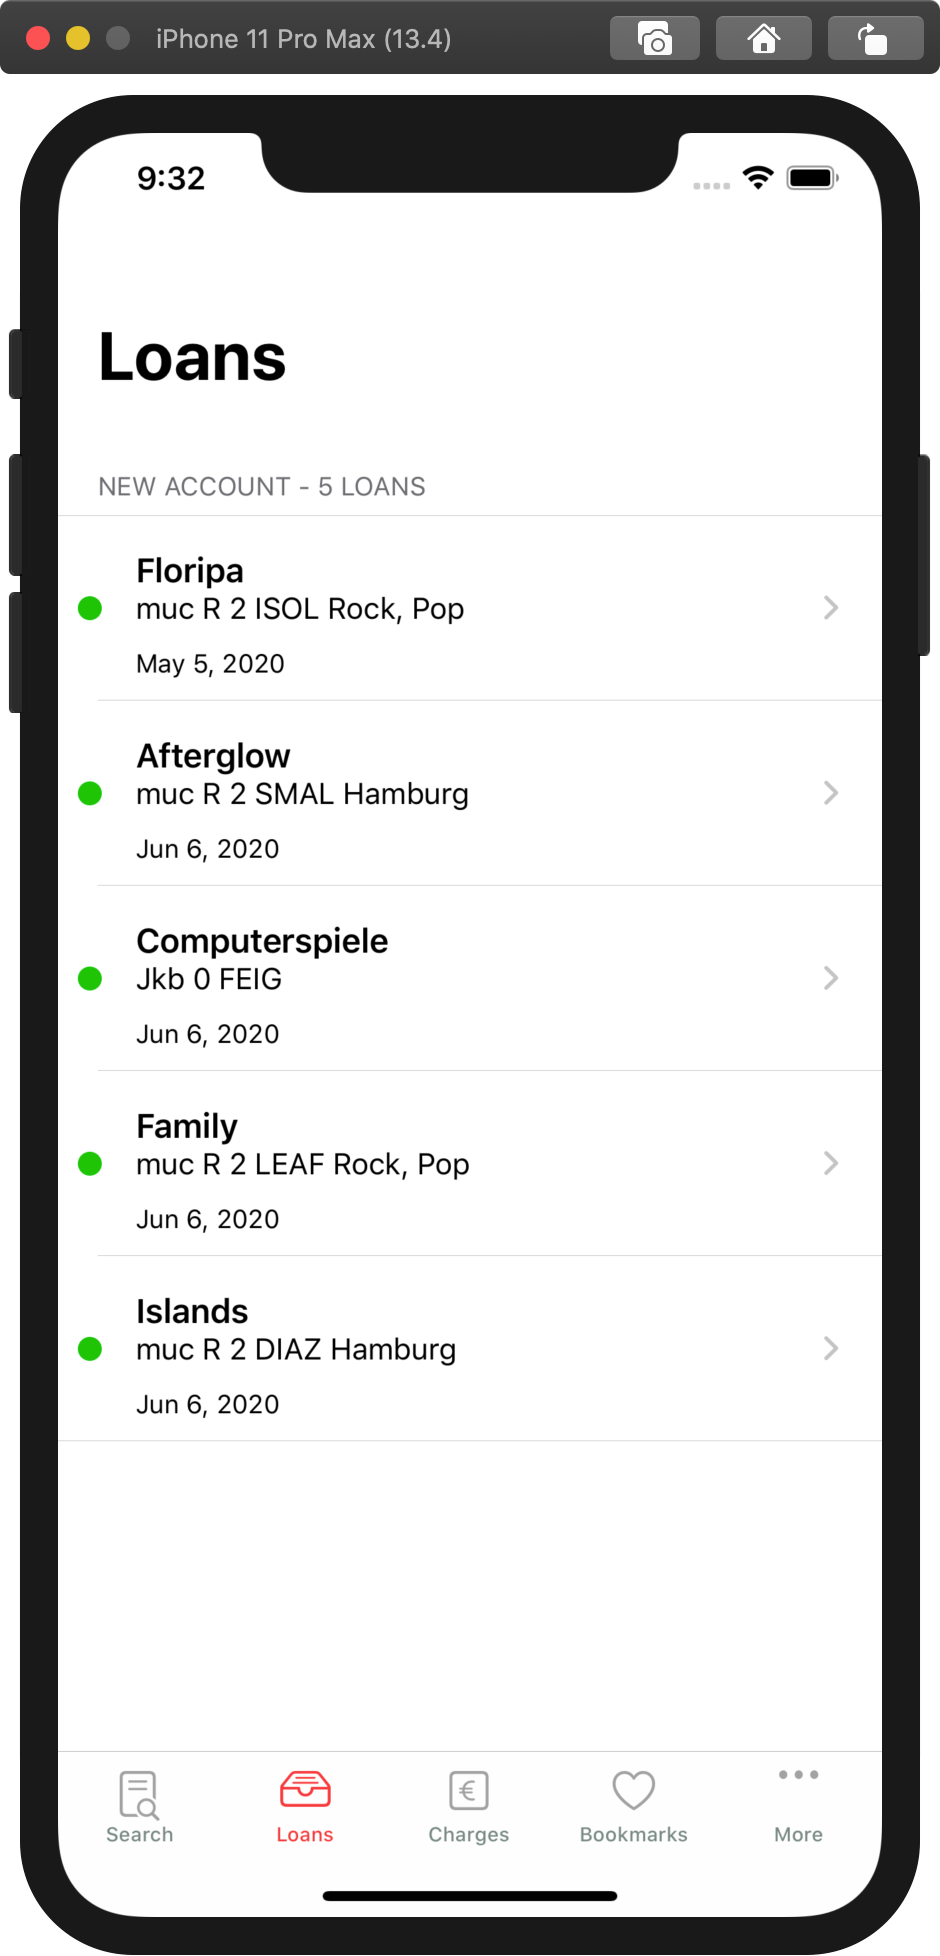 iPhone 11 Pro Max (13.4)
9:32
Loans
NEW ACCOUNT - 5 LOANS
Floripa
muc R 2 ISOL Rock, Pop
May 5, 2020
Afterglow
muc R 2 SMAL Hamburg
Jun 6, 2020
Computerspiele
Jkb 0 FEIG
Jun 6, 2020
Family
muc R 2 LEAF Rock, Pop
Jun 6, 2020
Islands
muc R 2 DIAZ Hamburg
Jun 6, 2020
€
Search Loans Charges Bookmarks More